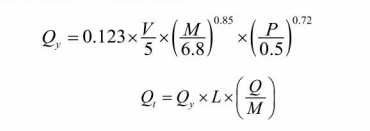 Q_y = 0.123 × V/5 × (M/6.8)^0.85 × (P/0.5)^0.72
Q_t = Q_y × L × (Q/M)